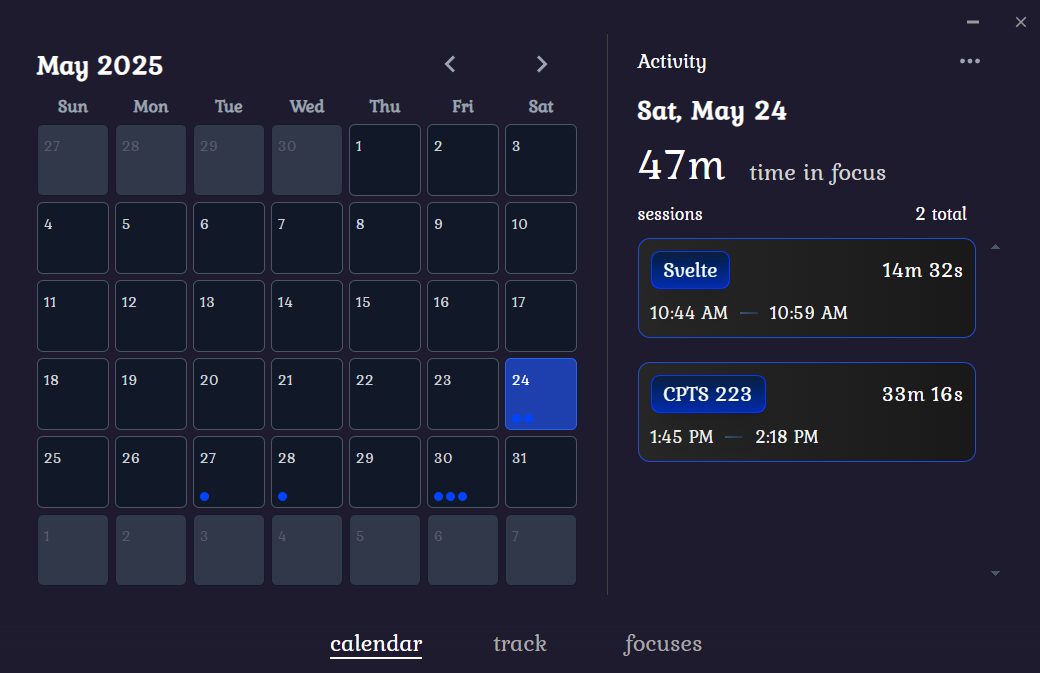 May 2025
Sun Mon Tue Wed Thu Fri Sat
27 28 29 30 1 2 3
4 5 6 7 8 9 10
11 12 13 14 15 16 17
18 19 20 21 22 23 24
25 26 27 28 29 30 31
1 2 3 4 5 6 7
Activity
Sat, May 24
47m time in focus
sessions 2 total
Svelte 14m 32s
10:44 AM — 10:59 AM
CPTS 223 33m 16s
1:45 PM — 2:18 PM
calendar track focuses